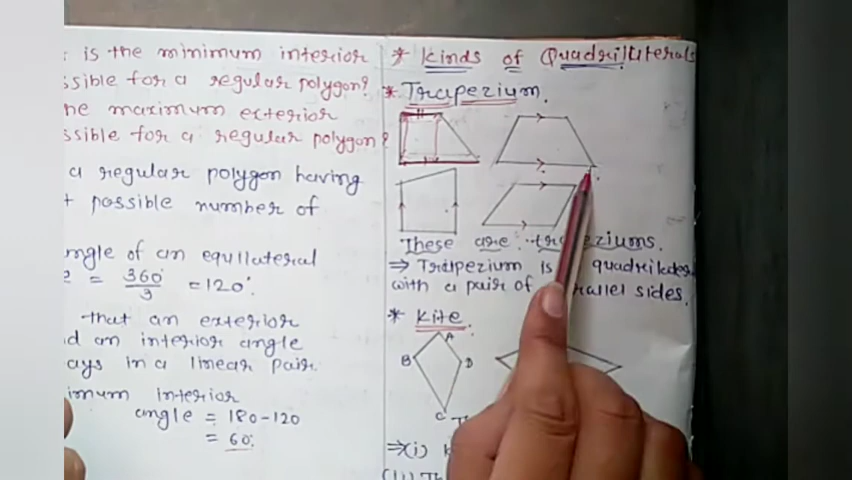 is the minimum interior
ssible for a regular polygon?
he maximum exterior
ssible for a regular polygon?
a regular polygon having
t possible number of
angle of an equilateral
= 360°/3 = 120°.
that an exterior
d an interior angle
ays in a linear pair.
imum interior
angle = 180-120
= 60°.
* Kinds of Quadrilaterals
* Trapezium.
These are trapeziums.
⇒ Trapezium is quadrilater
with a pair of rallel sides.
* Kite.
A
B
D
C
⇒(i)